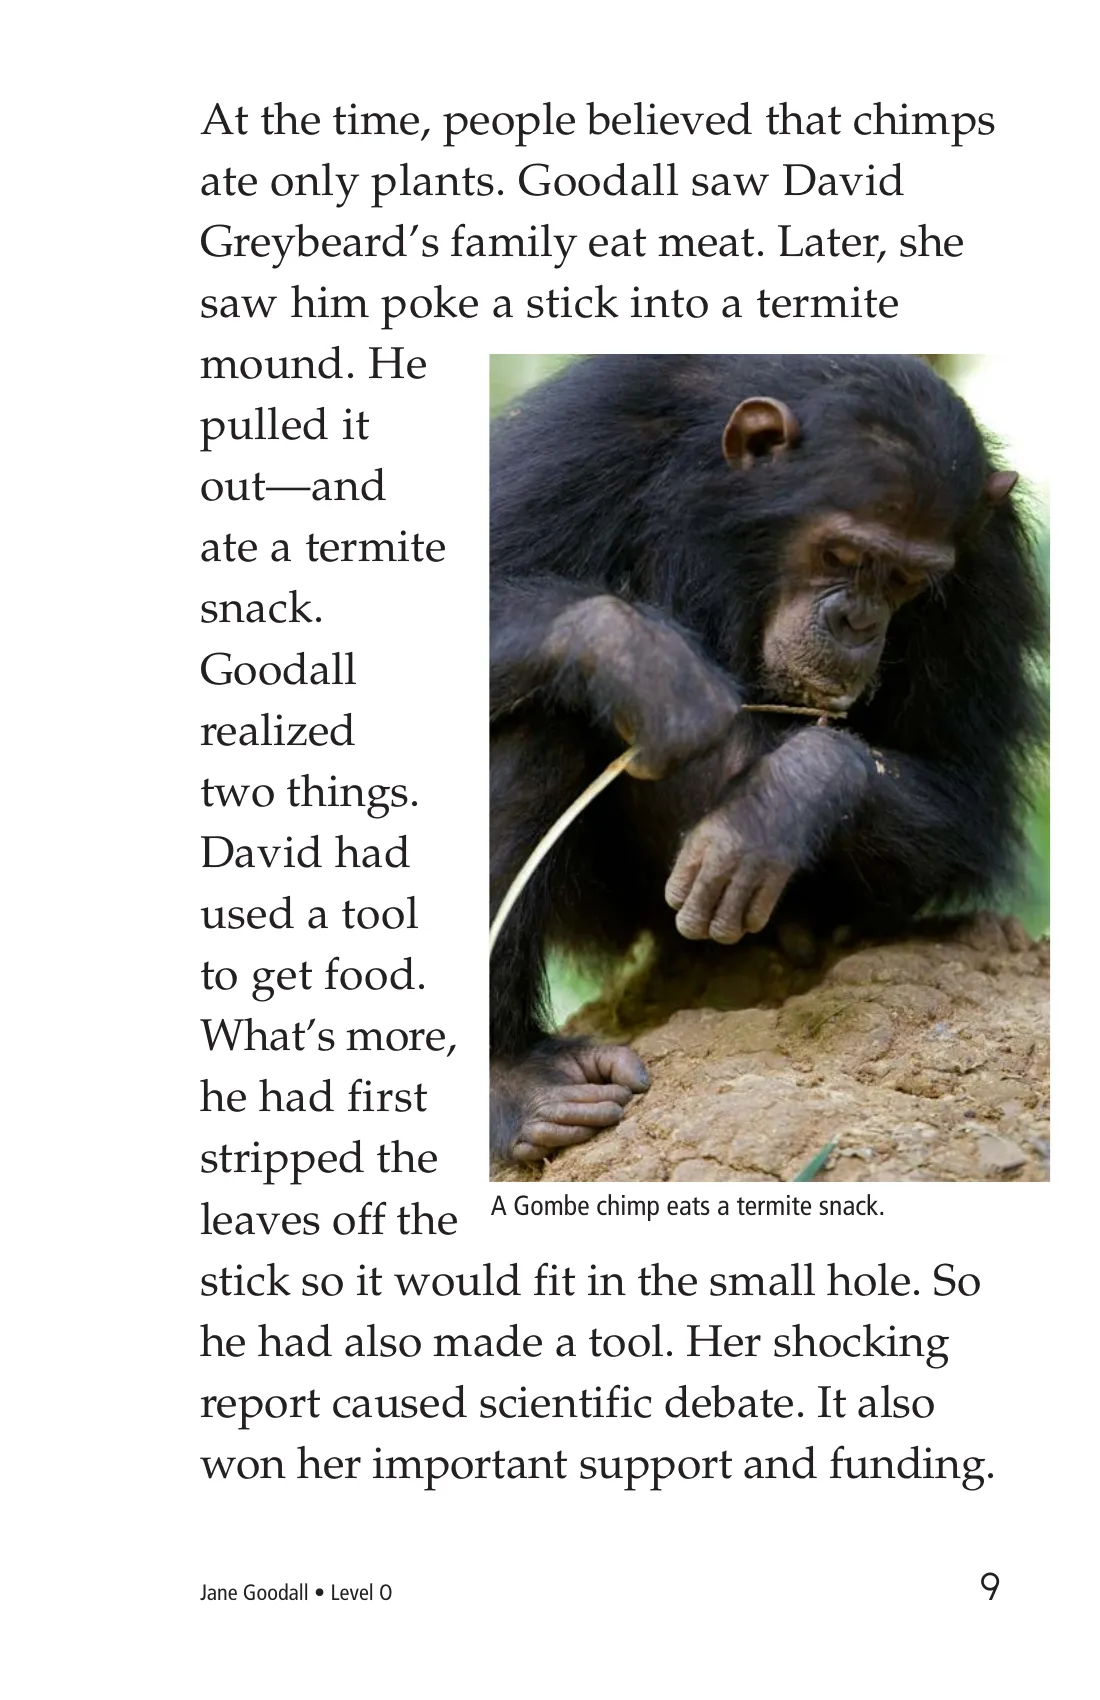 At the time, people believed that chimps
ate only plants. Goodall saw David
Greybeard’s family eat meat. Later, she
saw him poke a stick into a termite
mound. He
pulled it
out—and
ate a termite
snack.
Goodall
realized
two things.
David had
used a tool
to get food.
What’s more,
he had first
stripped the
leaves off the
stick so it would fit in the small hole. So
he had also made a tool. Her shocking
report caused scientific debate. It also
won her important support and funding.
A Gombe chimp eats a termite snack.
Jane Goodall • Level O
9